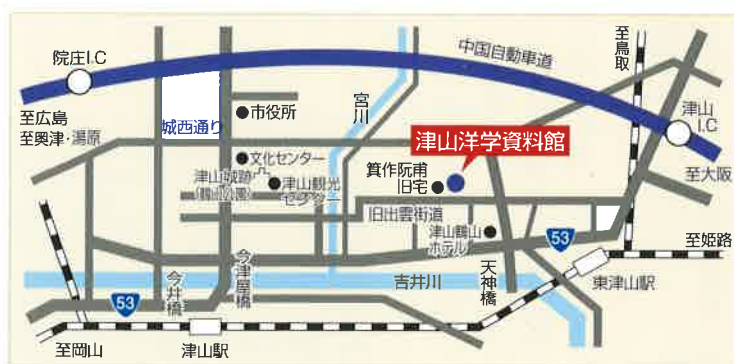 中国自動車道
至鳥取
院庄I.C
津山
I.C
至広島
至奥津・湯原
城西通り
市役所
宮川
津山洋学資料館
文化センター
津山城跡
(鶴山公園)
津山観光
センター
箕作阮甫
旧宅
至大阪
旧出雲街道
津山鶴山
ホテル
53
至姫路
今津屋橋
今井橋
吉井川
天神橋
東津山駅
53
至岡山
津山駅